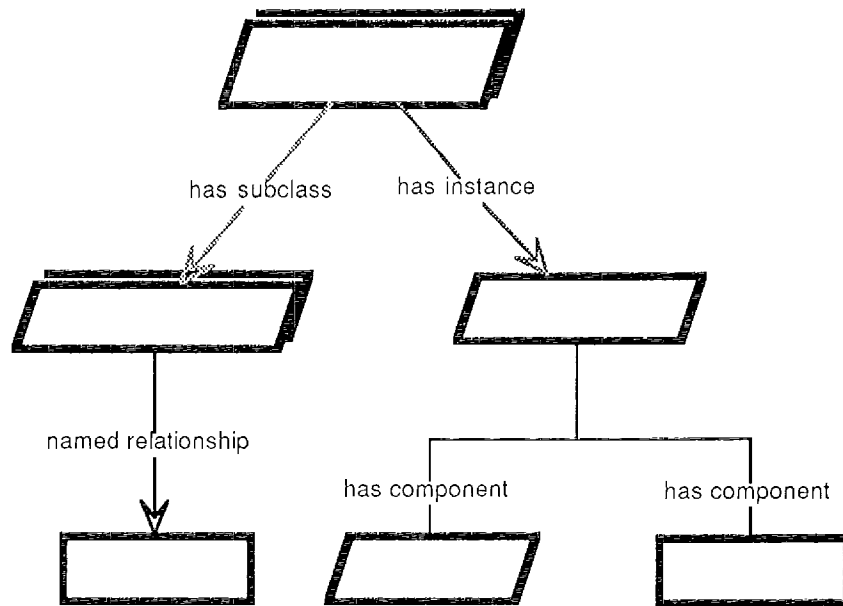 has subclass
has instance
named relationship
has component
has component